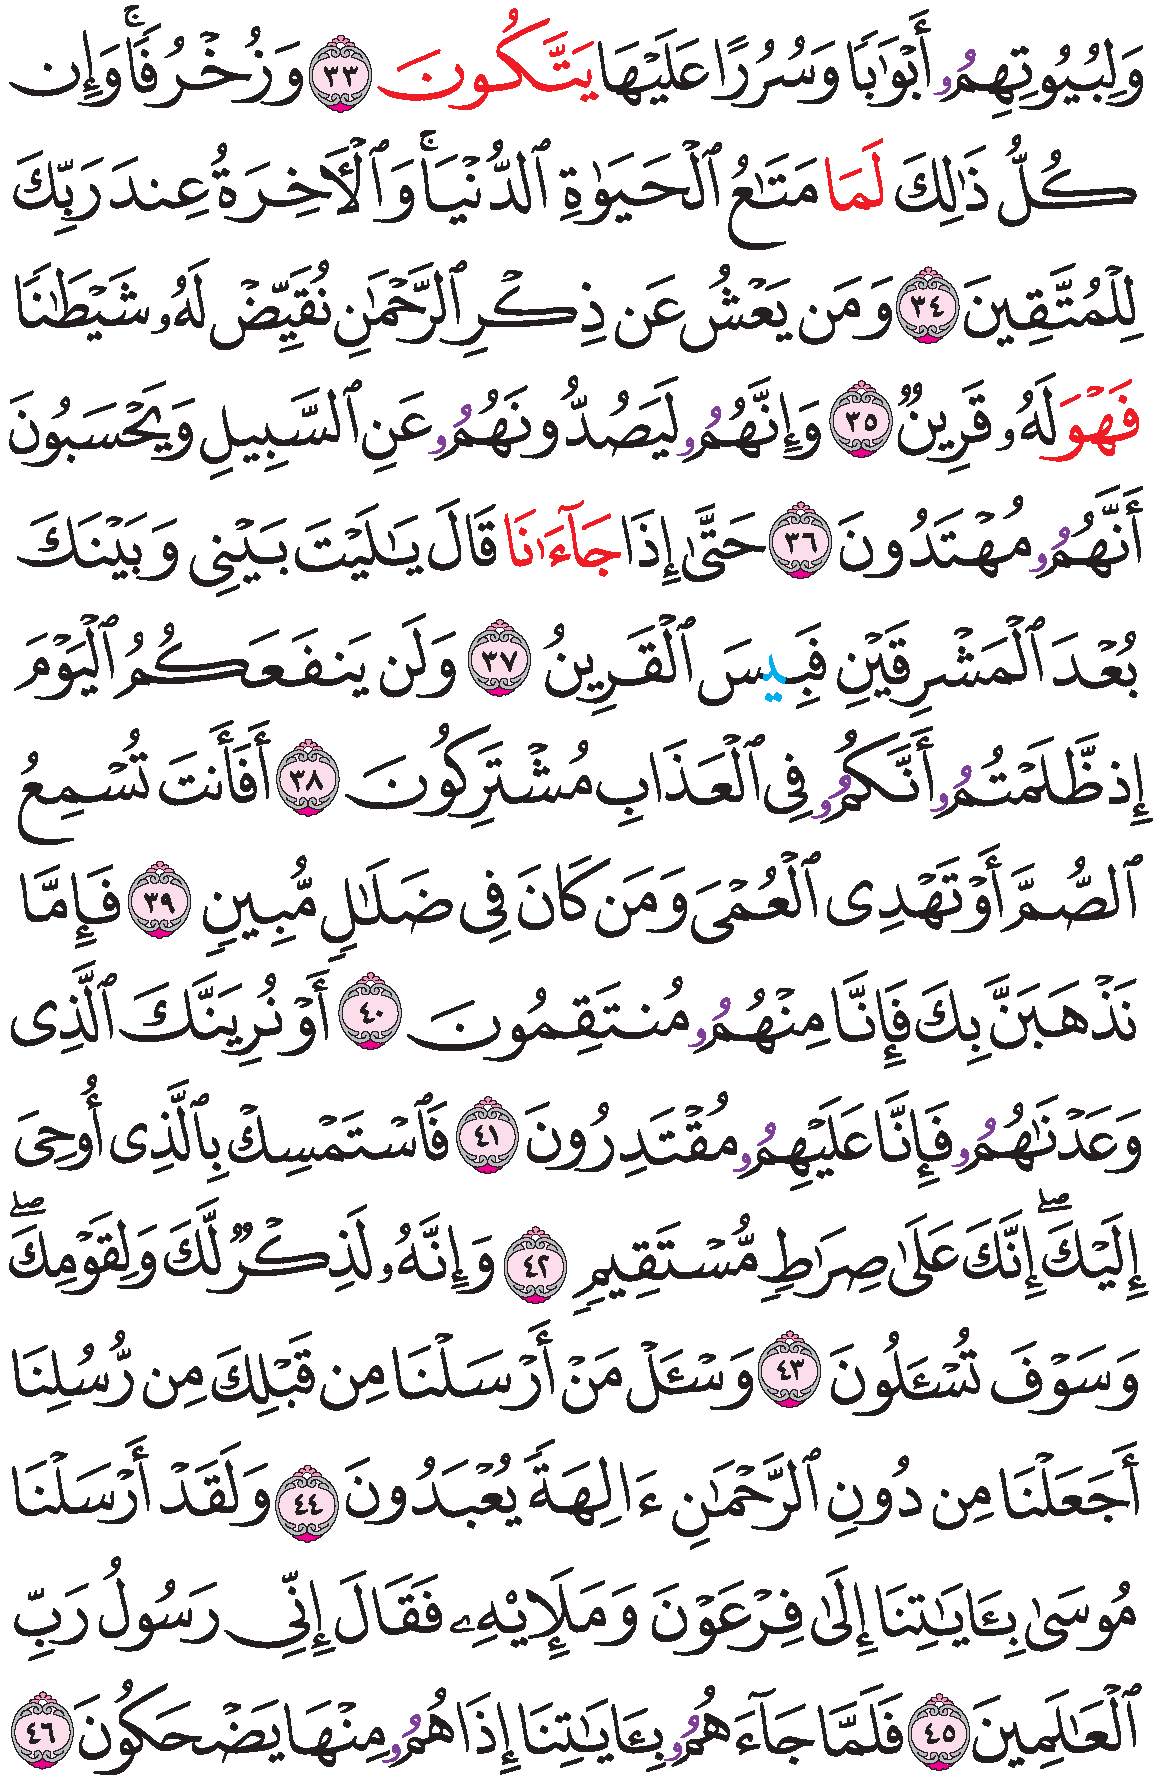 وَلِبُيُوتِهِمُۥ أَبْوَٰبًا وَسُرُرًا عَلَيْهَا يَتَّكُونَ ٣٣ وَزُخْرُفًاۚ وَإِن
كُلُّ ذَٰلِكَ لَمَا مَتَٰعُ ٱلْحَيَوٰةِ ٱلدُّنْيَاۚ وَٱلْأَخِرَةُ عِندَ رَبِّكَ
لِلْمُتَّقِينَ ٣٤ وَمَن يَعْشُ عَن ذِكْرِ ٱلرَّحْمَٰنِ نُقَيِّضْ لَهُۥ شَيْطَٰنًا
فَهْوَ لَهُۥ قَرِينٌ ٣٥ وَإِنَّهُمُۥ لَيَصُدُّونَهُمُۥ عَنِ ٱلسَّبِيلِ وَيَحْسَبُونَ
أَنَّهُمُۥ مُهْتَدُونَ ٣٦ حَتَّىٰ إِذَا جَآءَٰنَا قَالَ يَٰلَيْتَ بَيْنِي وَبَيْنَكَ
بُعْدَ ٱلْمَشْرِقَيْنِ فَبِيسَ ٱلْقَرِينُ ٣٧ وَلَن يَنفَعَكُمُ ٱلْيَوْمَ
إِذ ظَّلَمْتُمُۥ أَنَّكُمُۥ فِي ٱلْعَذَابِ مُشْتَرِكُونَ ٣٨ أَفَأَنتَ تُسْمِعُ
ٱلصُّمَّ أَوْ تَهْدِي ٱلْعُمْيَ وَمَن كَانَ فِي ضَلَٰلٍ مُّبِينٍ ٣٩ فَإِمَّا
نَذْهَبَنَّ بِكَ فَإِنَّا مِنْهُمُۥ مُنتَقِمُونَ ٤٠ أَوْ نُرِيَنَّكَ ٱلَّذِي
وَعَدْنَٰهُمُۥ فَإِنَّا عَلَيْهِمُۥ مُقْتَدِرُونَ ٤١ فَٱسْتَمْسِكْ بِٱلَّذِي أُوحِيَ
إِلَيْكَۖ إِنَّكَ عَلَىٰ صِرَٰطٍ مُّسْتَقِيمٍ ٤٢ وَإِنَّهُۥ لَذِكْرٌ لَّكَ وَلِقَوْمِكَۖ
وَسَوْفَ تُسْـَٔلُونَ ٤٣ وَسْـَٔلْ مَنْ أَرْسَلْنَا مِن قَبْلِكَ مِن رُّسُلِنَا
أَجَعَلْنَا مِن دُونِ ٱلرَّحْمَٰنِ ءَالِهَةً يُعْبَدُونَ ٤٤ وَلَقَدْ أَرْسَلْنَا
مُوسَىٰ بِـَٔايَٰتِنَا إِلَىٰ فِرْعَوْنَ وَمَلَإِيْهِۦ فَقَالَ إِنِّي رَسُولُ رَبِّ
ٱلْعَٰلَمِينَ ٤٥ فَلَمَّا جَآءَهُمُۥ بِـَٔايَٰتِنَا إِذَا هُمُۥ مِنْهَا يَضْحَكُونَ ٤٦